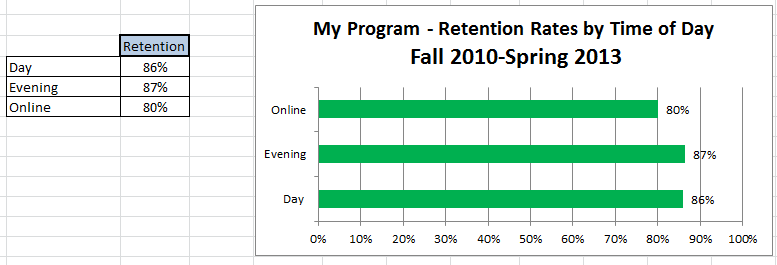 Retention
Day 86%
Evening 87%
Online 80%
My Program - Retention Rates by Time of Day
Fall 2010-Spring 2013
Online 80%
Evening 87%
Day 86%
0% 10% 20% 30% 40% 50% 60% 70% 80% 90% 100%